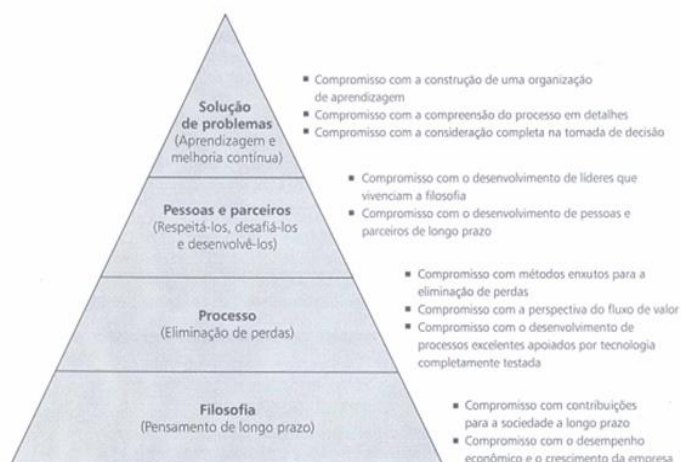 Solução
de problemas
(Aprendizagem e
melhoria contínua)
■ Compromisso com a construção de uma organização
de aprendizagem
■ Compromisso com a compreensão do processo em detalhes
■ Compromisso com a consideração completa na tomada de decisão
Pessoas e parceiros
(Respeitá-los, desafiá-los
e desenvolvê-los)
■ Compromisso com o desenvolvimento de líderes que
vivenciam a filosofia
■ Compromisso com o desenvolvimento de pessoas e
parceiros de longo prazo
Processo
(Eliminação de perdas)
■ Compromisso com métodos enxutos para a
eliminação de perdas
■ Compromisso com a perspectiva do fluxo de valor
■ Compromisso com o desenvolvimento de
processos excelentes apoiados por tecnologia
completamente testada
Filosofia
(Pensamento de longo prazo)
■ Compromisso com contribuições
para a sociedade a longo prazo
■ Compromisso com o desempenho
econômico e o crescimento da empresa